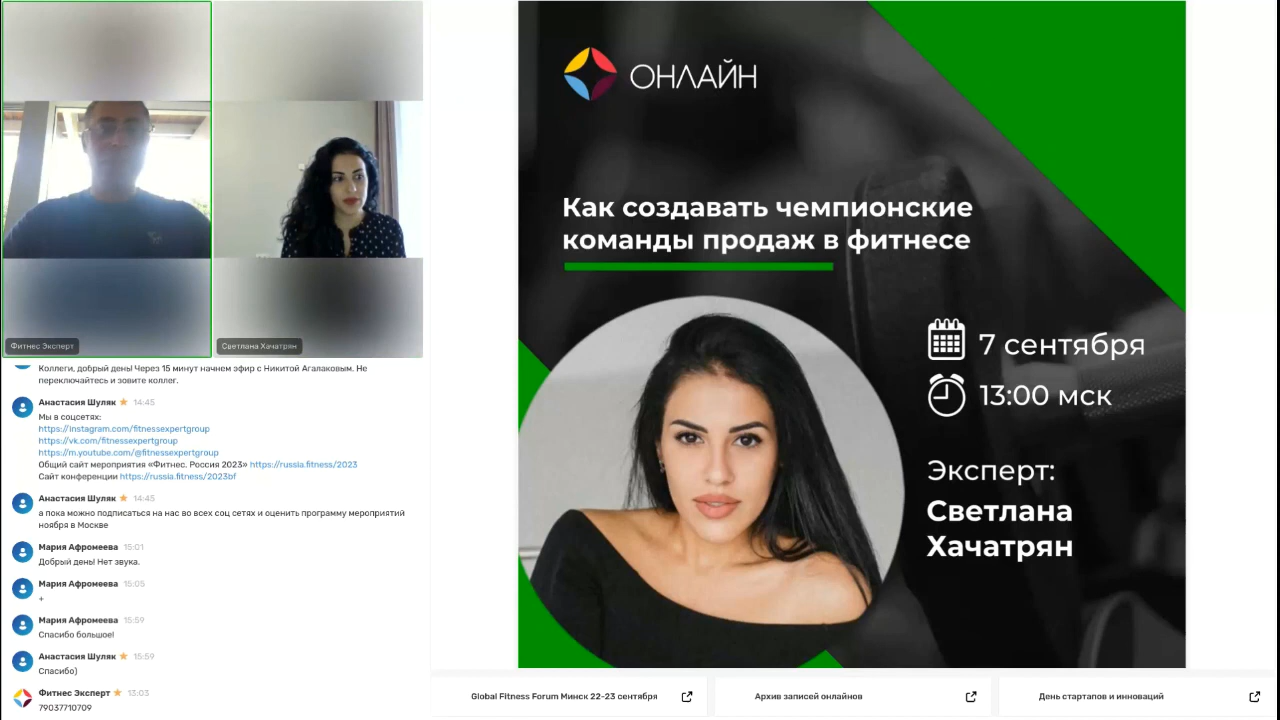 Фитнес Эксперт
Светлана Хачатрян
Коллеги, добрый день! Через 15 минут начнем эфир с Никитой Агалаковым. Не
переключайтесь и зовите коллег.
Анастасия Шуляк 14:45
Мы в соцсетях:
https://instagram.com/fitnessexpertgroup
https://vk.com/fitnessexpertgroup
https://m.youtube.com/@fitnessexpertgroup
Общий сайт мероприятия «Фитнес. Россия 2023» https://russia.fitness/2023
Сайт конференции https://russia.fitness/2023bf
Анастасия Шуляк 14:45
а пока можно подписаться на нас во всех соц сетях и оценить программу мероприятий
ноября в Москве
Мария Афромеева 15:01
Добрый день! Нет звука.
Мария Афромеева 15:05
+
Мария Афромеева 15:59
Спасибо большое!
Анастасия Шуляк 15:59
Спасибо)
Фитнес Эксперт 13:03
79037710709
ОНЛАЙН
Как создавать чемпионские
команды продаж в фитнесе
7 сентября
13:00 мск
Эксперт:
Светлана
Хачатрян
Global Fitness Forum Минск 22-23 сентября
Архив записей онлайнов
День стартапов и инноваций